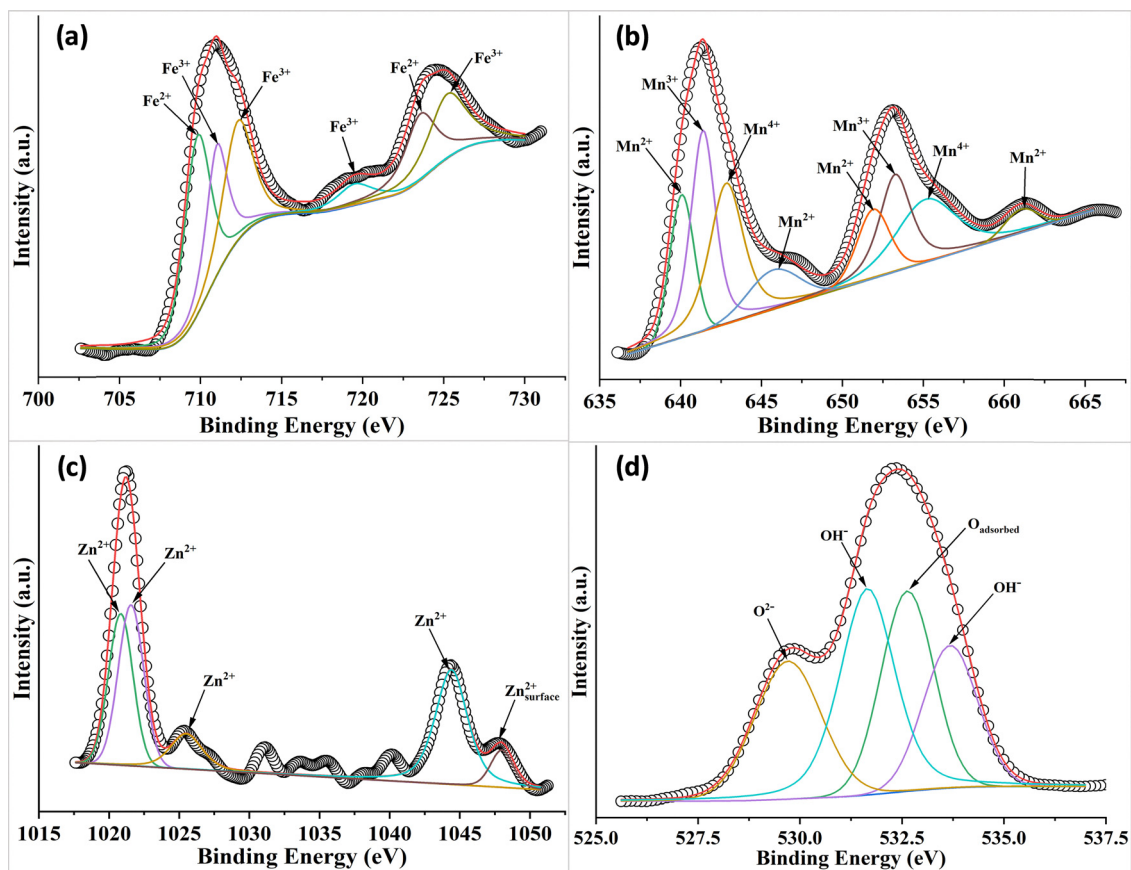 (a)
Fe³⁺
Fe²⁺
Fe³⁺
Fe³⁺
Fe²⁺
Fe³⁺
Intensity (a.u.)
700 705 710 715 720 725 730
Binding Energy (eV)
(b)
Mn³⁺
Mn²⁺
Mn⁴⁺
Mn²⁺
Mn³⁺
Mn²⁺
Mn⁴⁺
Mn²⁺
Intensity (a.u.)
635 640 645 650 655 660 665
Binding Energy (eV)
(c)
Zn²⁺
Zn²⁺
Zn²⁺
Zn²⁺
Zn²⁺surface
Intensity (a.u.)
1015 1020 1025 1030 1035 1040 1045 1050
Binding Energy (eV)
(d)
O²⁻
OH⁻
Oadsorbed
OH⁻
Intensity (a.u.)
525.0 527.5 530.0 532.5 535.0 537.5
Binding Energy (eV)